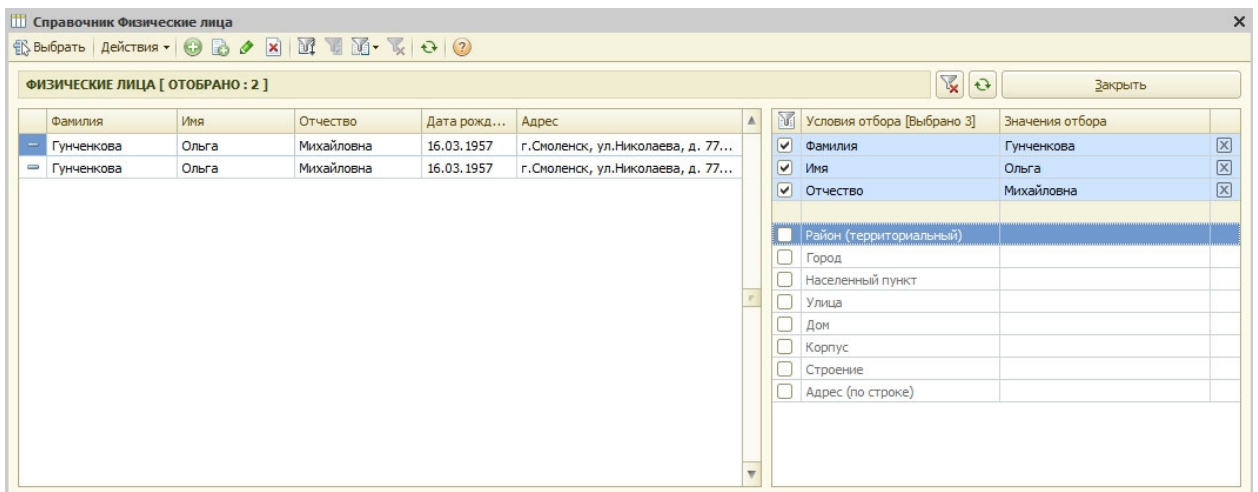 Справочник Физические лица
Выбрать Действия
ФИЗИЧЕСКИЕ ЛИЦА [ ОТОБРАНО : 2 ] Закрыть
Фамилия Имя Отчество Дата рожд... Адрес Условия отбора [Выбрано 3] Значения отбора
Гунченкова Ольга Михайловна 16.03.1957 г.Смоленск, ул.Николаева, д. 77... Фамилия Гунченкова
Гунченкова Ольга Михайловна 16.03.1957 г.Смоленск, ул.Николаева, д. 77... Имя Ольга
Отчество Михайловна
Район (территориальный)
Город
Населенный пункт
Улица
Дом
Корпус
Строение
Адрес (по строке)